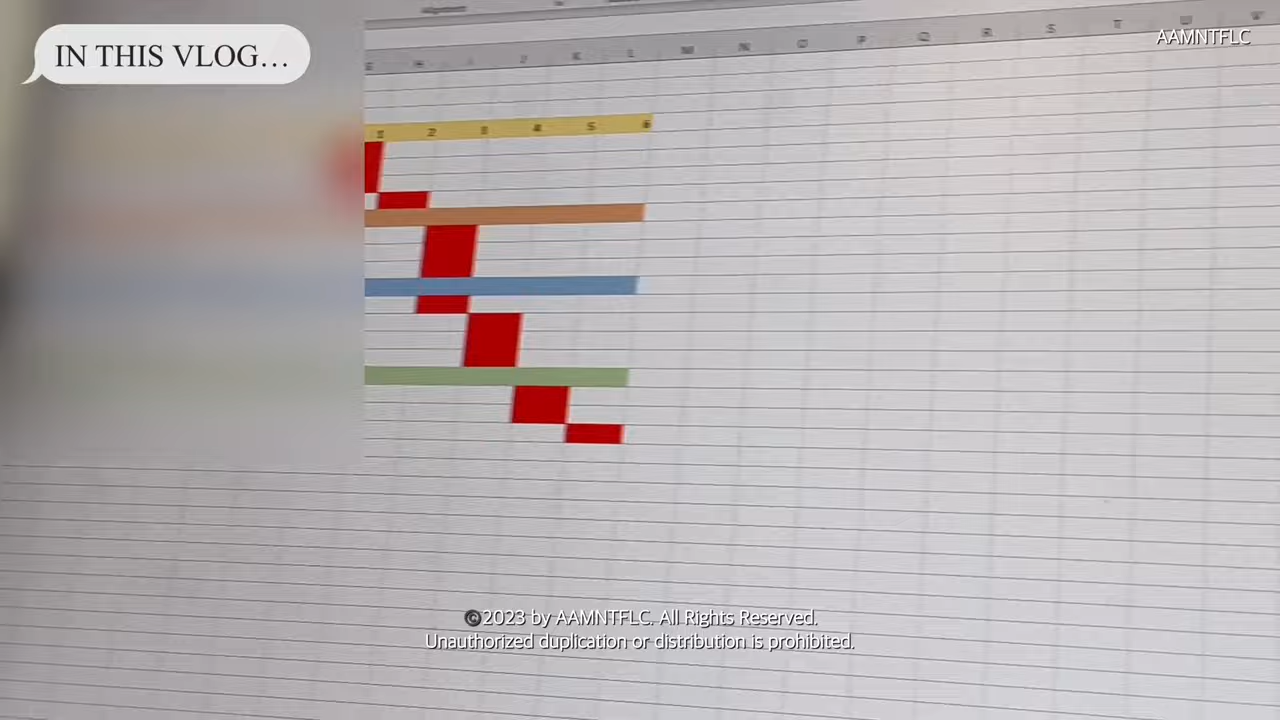 IN THIS VLOG...
AAMNTFLC
J K L M N O P Q R S T U V
1 2 3 4 5 6
©2023 by AAMNTFLC. All Rights Reserved.
Unauthorized duplication or distribution is prohibited.